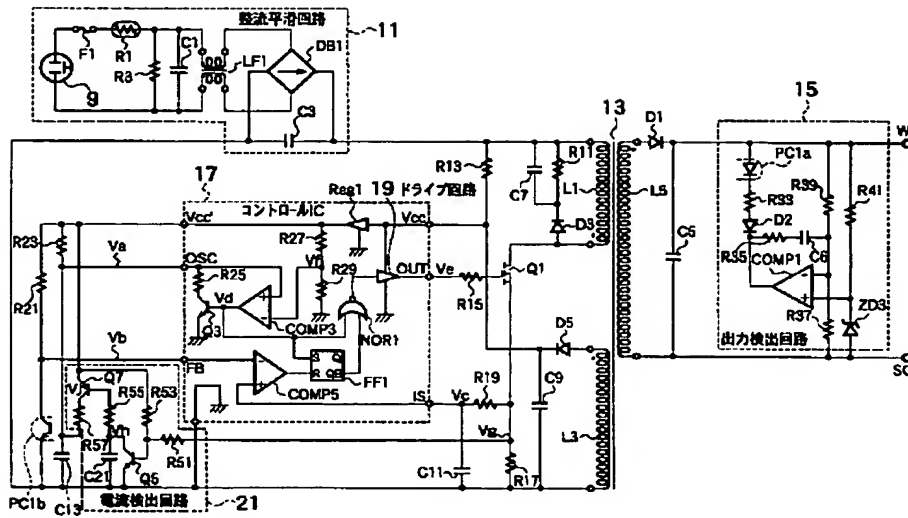 整流平滑回路
11
F1
R1
R3
C1
LF1
DB1
9
C3
13
D1
15
W
17
Reg1
19 ドライブ回路
コントロールIC
R13
C7
R11
L1
L5
D3
PC1a
R39
R41
R33
D2
R35
C6
COMP1
R37
ZD3
出力検出回路
SG
C5
R23
Vcc'
Vcc
R27
Va
OSC
Vf
R25
Vd
R29
OUT
Ve
Q1
R15
R21
Q3
COMP3
NOR1
Vb
FB
S Q
R QB
FF1
COMP5
D5
Q7
R55
R53
IS
Vc
R19
C9
Vi
R57
Vh
R51
Vg
L3
C21
Q5
C11
R17
PC1b
C13
電流検出回路
21